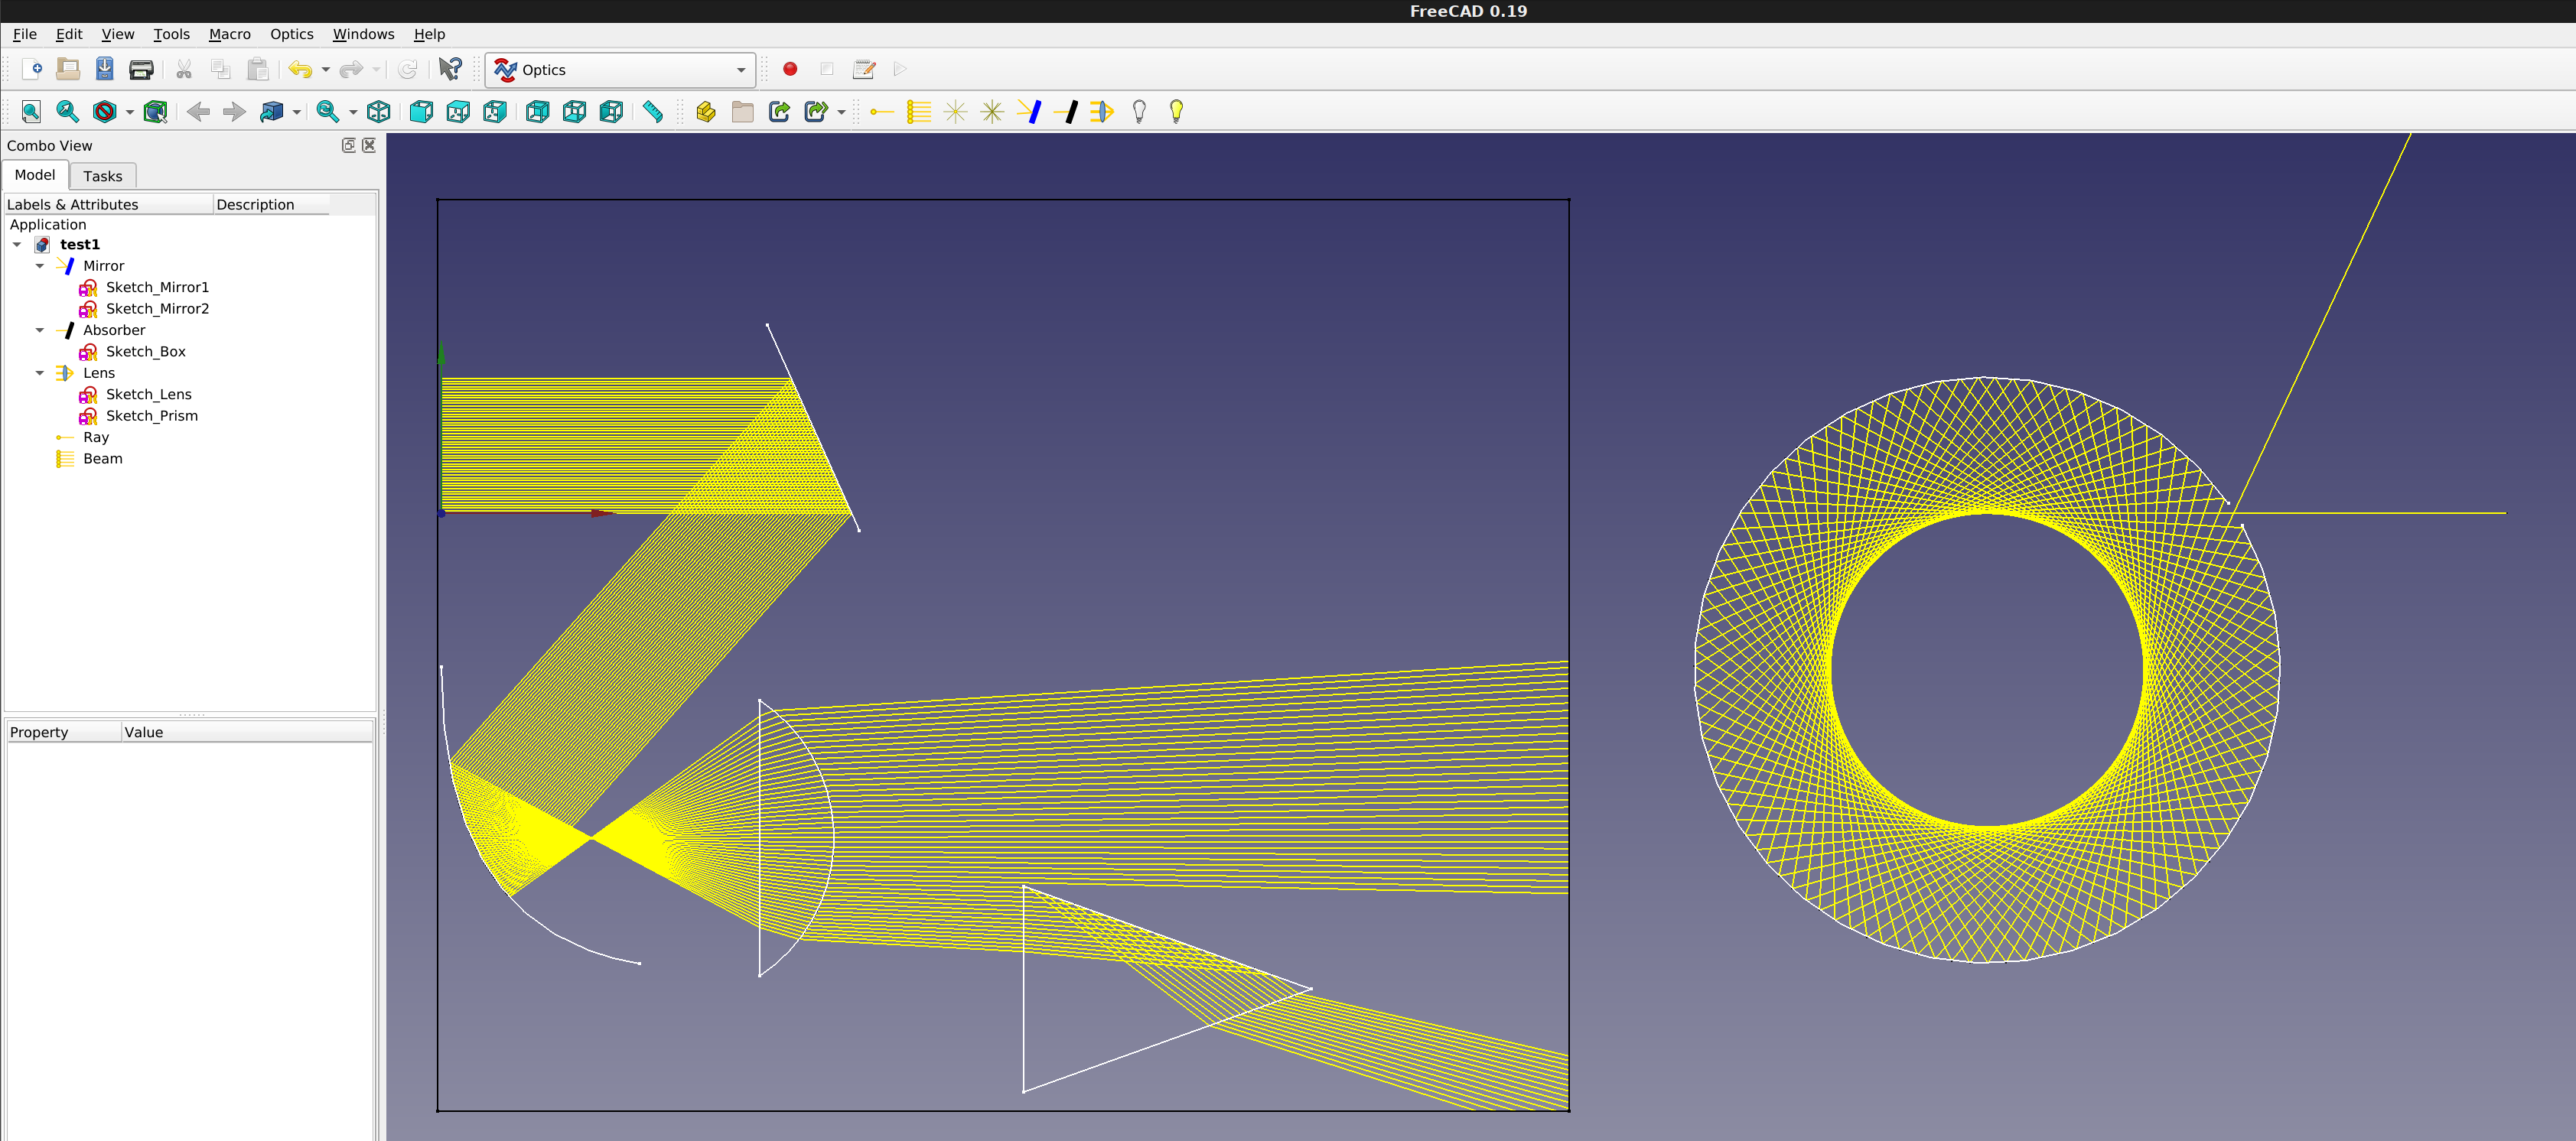 FreeCAD 0.19
File Edit View Tools Macro Optics Windows Help
Optics
Combo View
Model Tasks
Labels & Attributes Description
Application
test1
Mirror
Sketch_Mirror1
Sketch_Mirror2
Absorber
Sketch_Box
Lens
Sketch_Lens
Sketch_Prism
Ray
Beam
Property Value